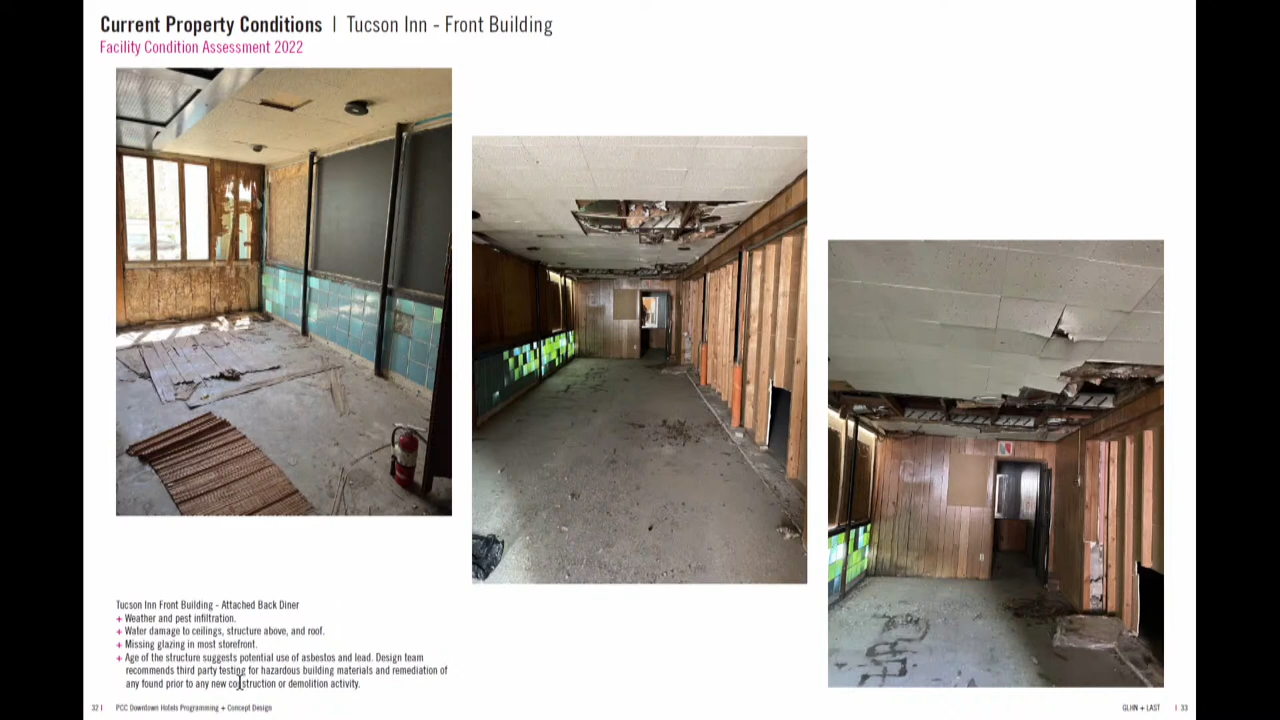 Current Property Conditions | Tucson Inn - Front Building
Facility Condition Assessment 2022
Tucson Inn Front Building - Attached Back Diner
+ Weather and pest infiltration.
+ Water damage to ceilings, structure above, and roof.
+ Missing glazing in most storefront.
+ Age of the structure suggests potential use of asbestos and lead. Design team
recommends third party testing for hazardous building materials and remediation of
any found prior to any new construction or demolition activity.
32 | PCC Downtown Hotels Programming + Concept Design
GLHN + LAST | 33